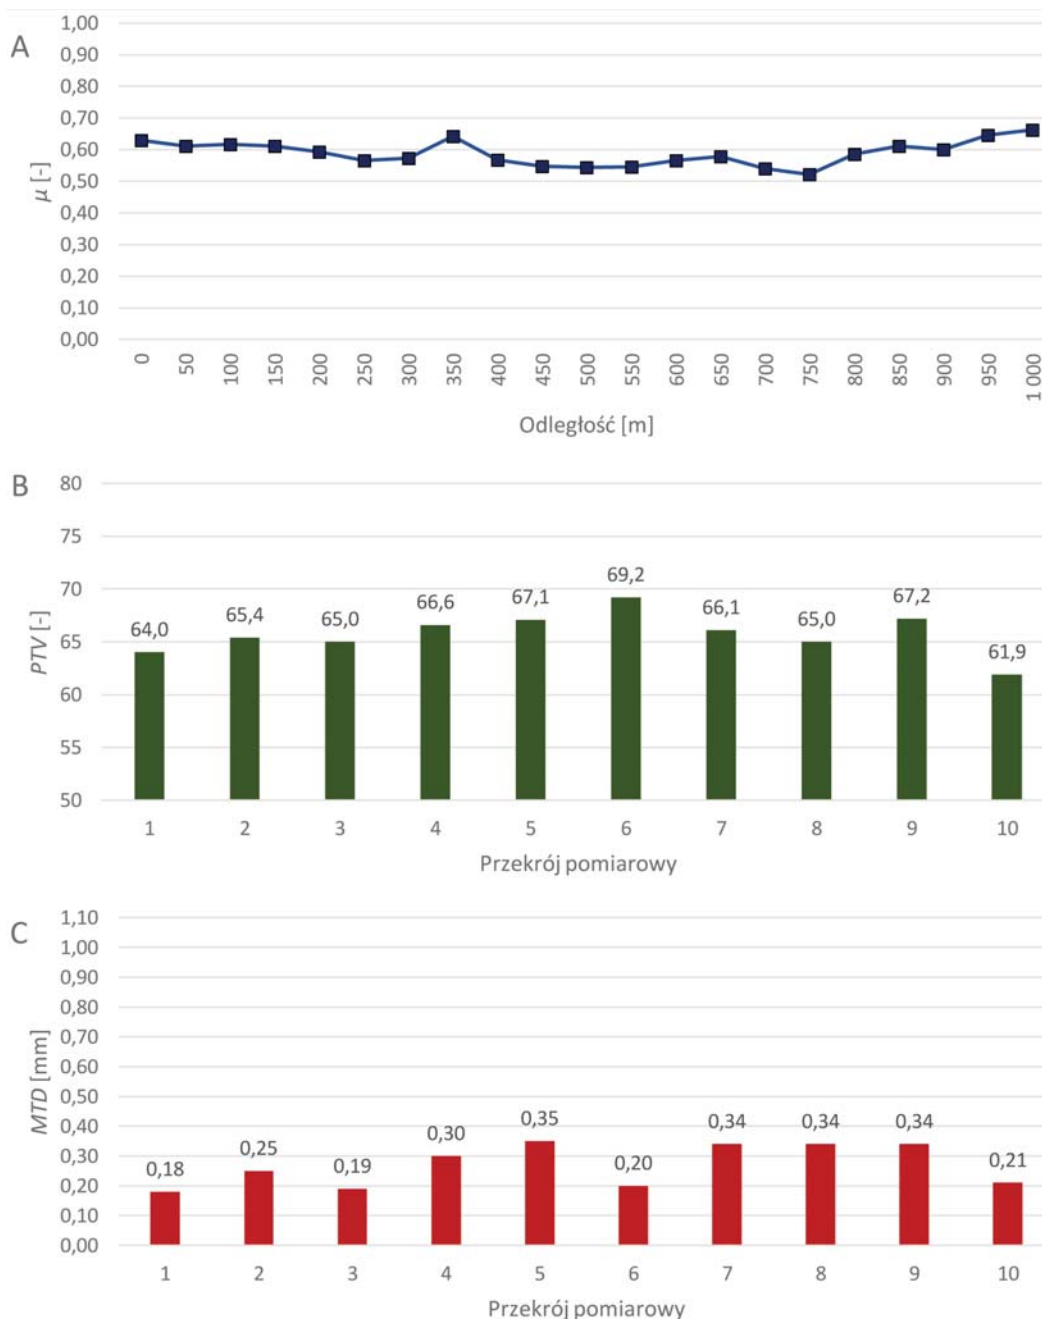 A
1,00
0,90
0,80
0,70
0,60
0,50
0,40
0,30
0,20
0,10
0,00
μ [-]
0 50 100 150 200 250 300 350 400 450 500 550 600 650 700 750 800 850 900 950 1 000
Odległość [m]
B
80
75
70
65
60
55
50
PTV [-]
64,0 65,4 65,0 66,6 67,1 69,2 66,1 65,0 67,2 61,9
1 2 3 4 5 6 7 8 9 10
Przekrój pomiarowy
C
1,10
1,00
0,90
0,80
0,70
0,60
0,50
0,40
0,30
0,20
0,10
0,00
MTD [mm]
0,18 0,25 0,19 0,30 0,35 0,20 0,34 0,34 0,34 0,21
1 2 3 4 5 6 7 8 9 10
Przekrój pomiarowy